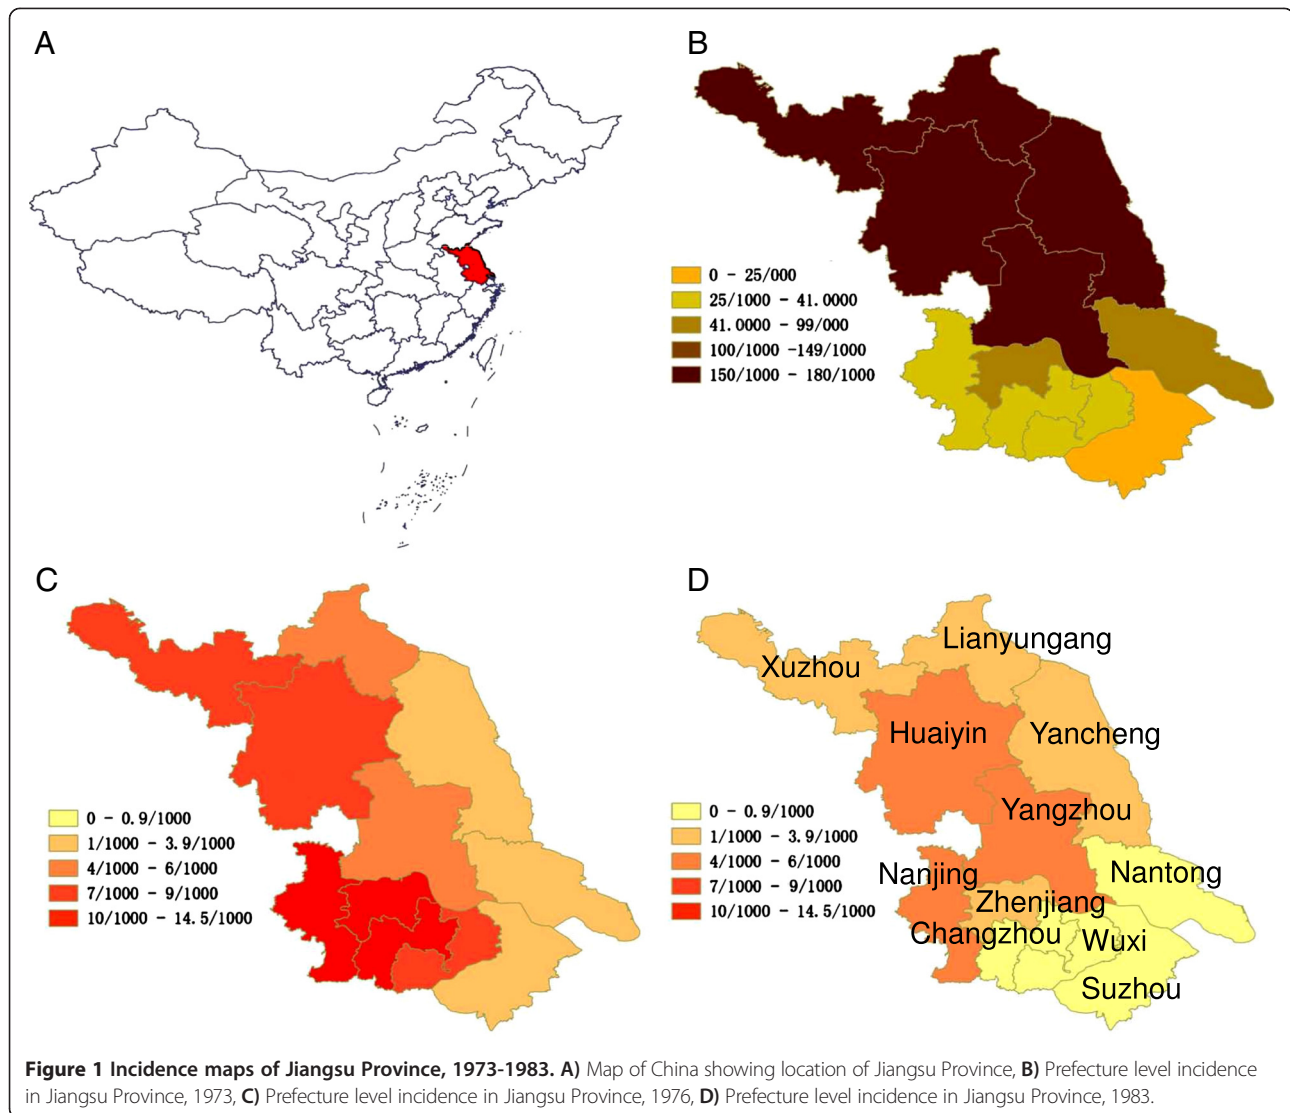 A
B
0 - 25/000
25/1000 - 41.0000
41.0000 - 99/000
100/1000 -149/1000
150/1000 - 180/1000
C
0 - 0.9/1000
1/1000 - 3.9/1000
4/1000 - 6/1000
7/1000 - 9/1000
10/1000 - 14.5/1000
D
Lianyungang
Xuzhou
Huaiyin
Yancheng
Yangzhou
Nanjing
Nantong
Zhenjiang
Changzhou
Wuxi
Suzhou
0 - 0.9/1000
1/1000 - 3.9/1000
4/1000 - 6/1000
7/1000 - 9/1000
10/1000 - 14.5/1000
Figure 1 Incidence maps of Jiangsu Province, 1973-1983. A) Map of China showing location of Jiangsu Province, B) Prefecture level incidence
in Jiangsu Province, 1973, C) Prefecture level incidence in Jiangsu Province, 1976, D) Prefecture level incidence in Jiangsu Province, 1983.